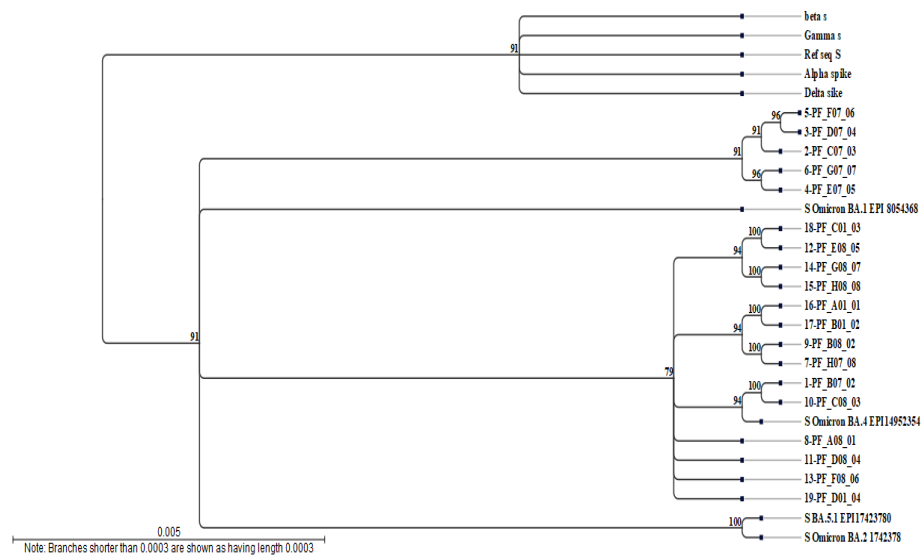 beta s
Gamma s
91
Ref seq S
Alpha spike
Delta sike
5-PF_F07_06
96
3-PF_D07_04
91
2-PF_C07_03
91
6-PF_G07_07
96
4-PF_E07_05
S Omicron BA.1 EPI 8054368
18-PF_C01_03
100
12-PF_E08_05
94
14-PF_G08_07
100
15-PF_H08_08
16-PF_A01_01
100
17-PF_B01_02
94
9-PF_B08_02
100
7-PF_H07_08
91
79
1-PF_B07_02
100
10-PF_C08_03
94
S Omicron BA.4 EPI14952354
8-PF_A08_01
11-PF_D08_04
13-PF_F08_06
19-PF_D01_04
S BA.5.1 EPI17423780
100
S Omicron BA.2 1742378
0.005
Note: Branches shorter than 0.0003 are shown as having length 0.0003